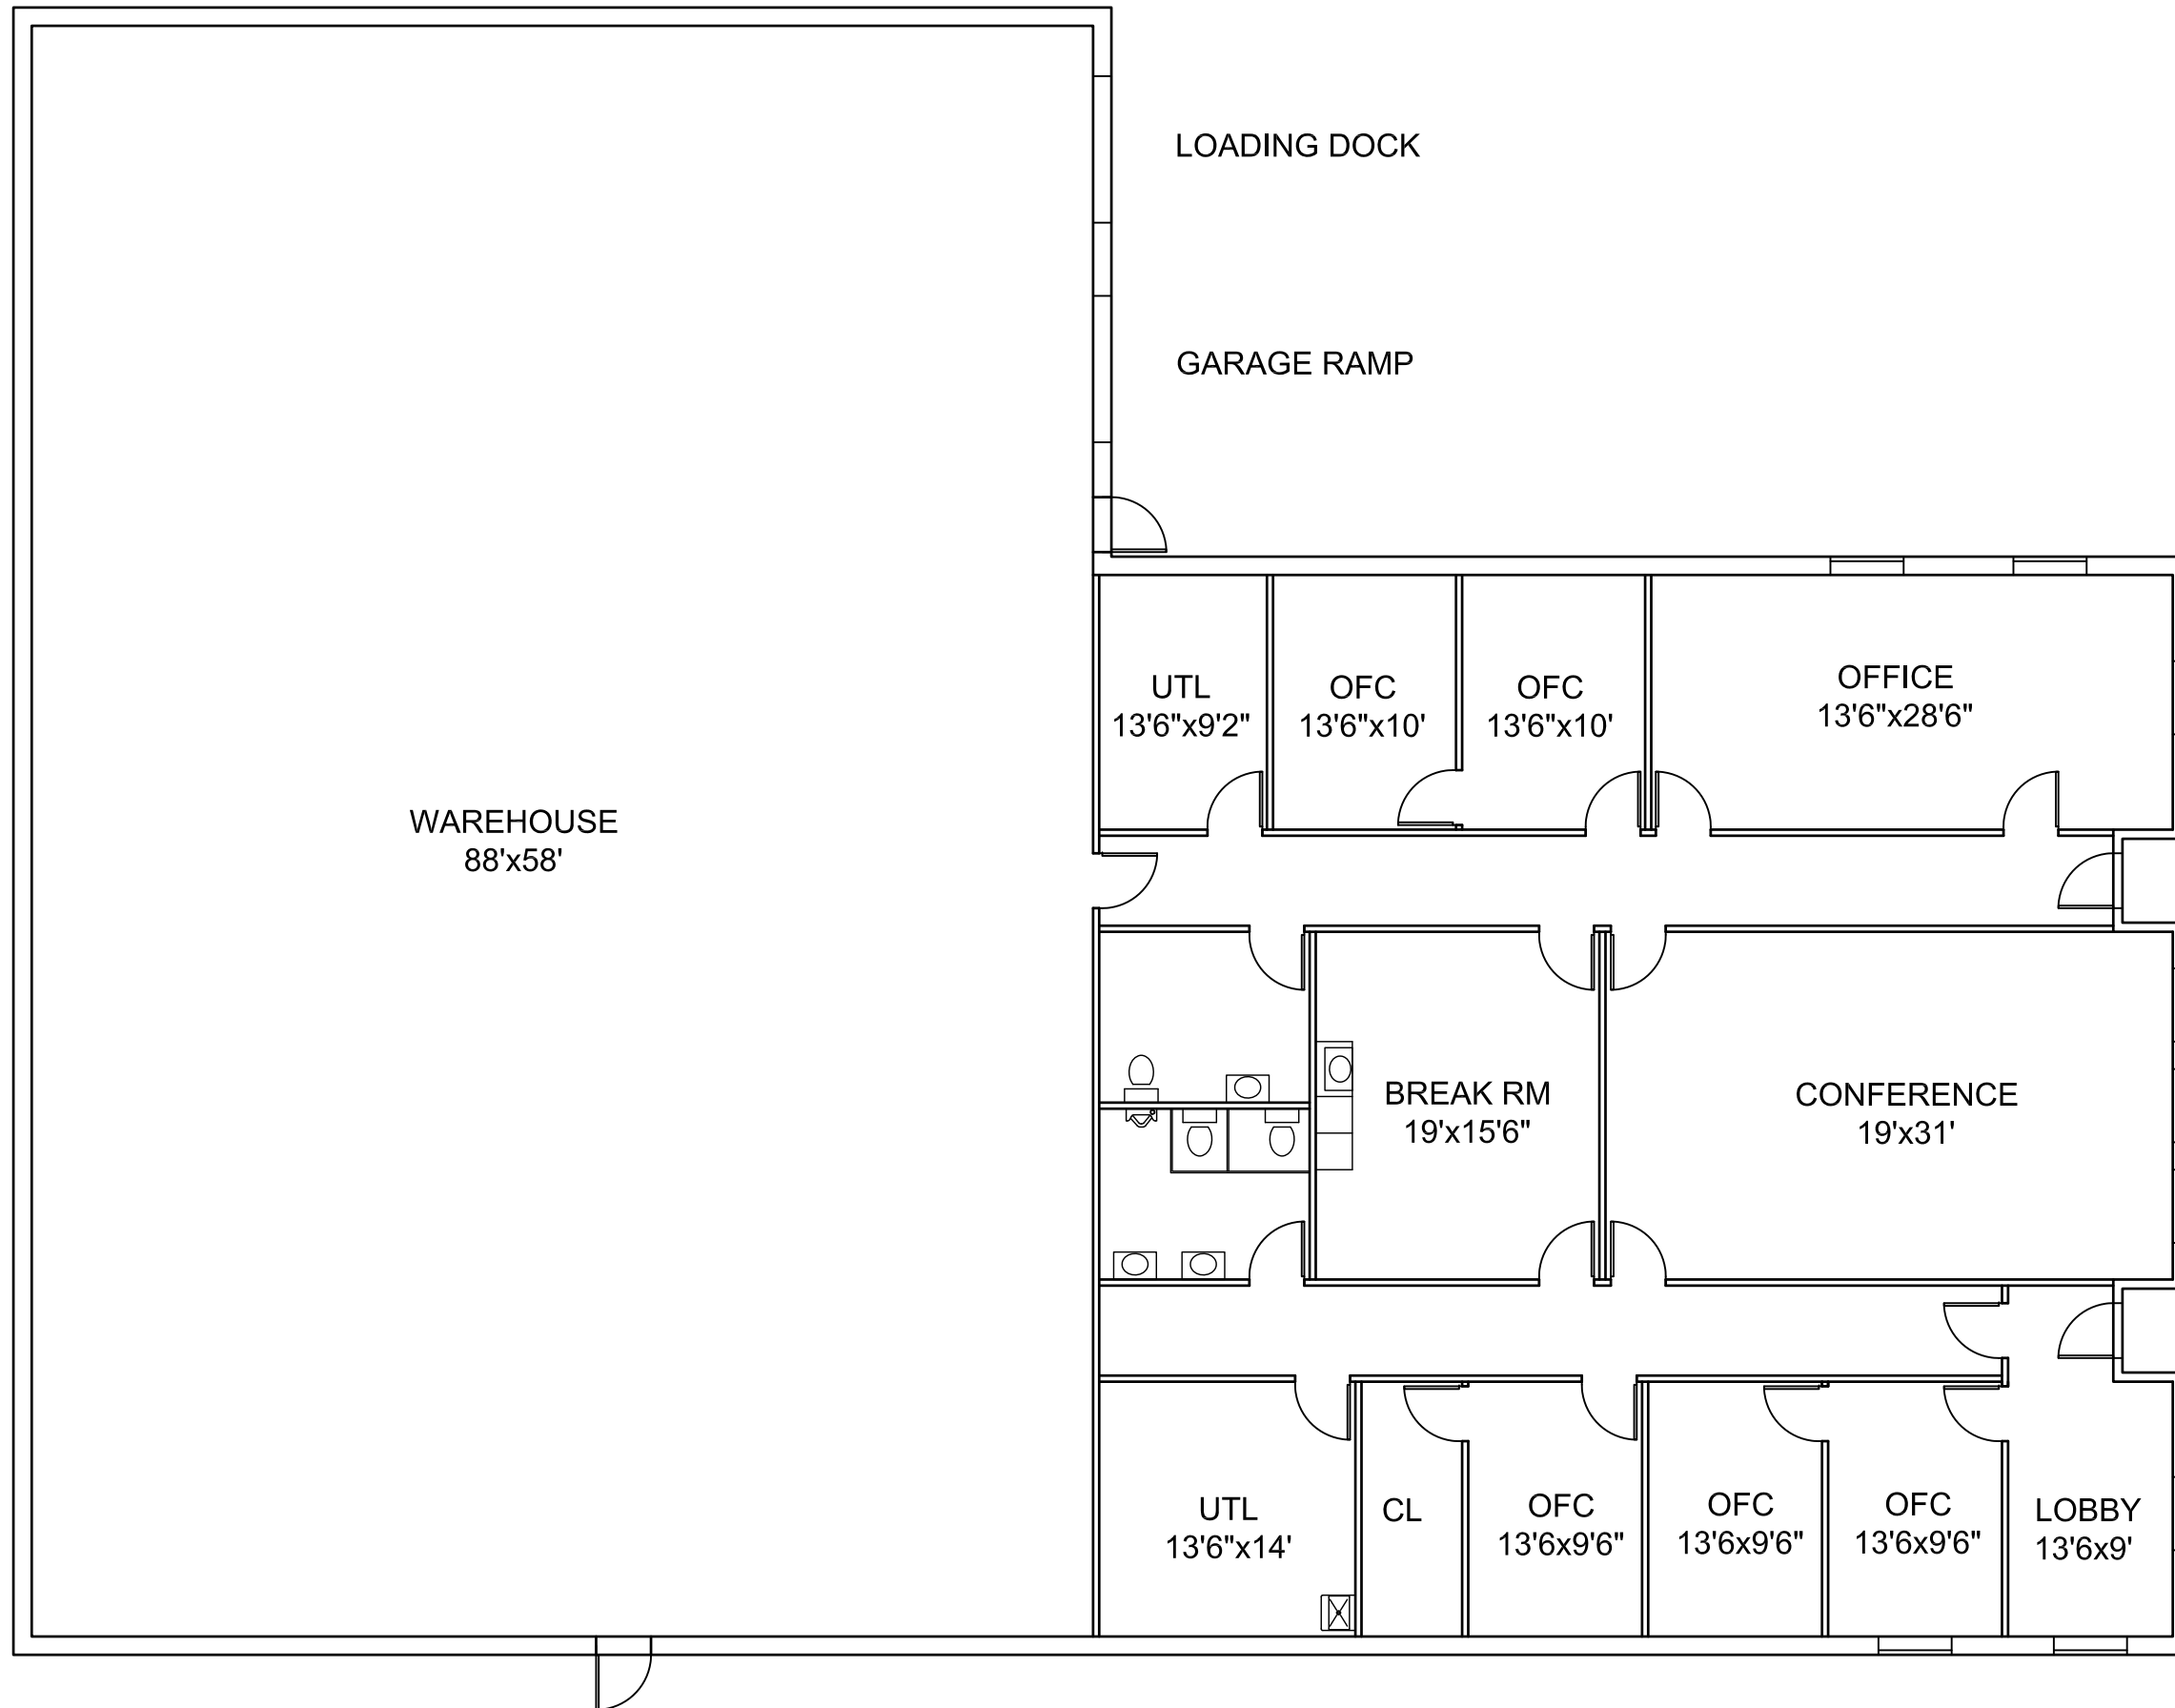 LOADING DOCK
GARAGE RAMP
UTL
13'6"x9'2"
OFC
13'6"x10'
OFC
13'6"x10'
OFFICE
13'6"x28'6"
WAREHOUSE
88'x58'
BREAK RM
19'x15'6"
CONFERENCE
19'x31'
UTL
13'6"x14'
CL
OFC
13'6x9'6"
OFC
13'6x9'6"
OFC
13'6x9'6"
LOBBY
13'6x9'